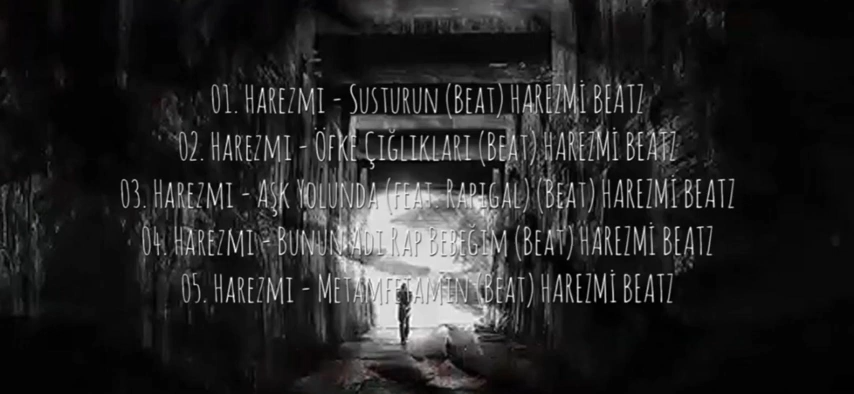 01. Harezmi - Susturun (Beat) HAREZMİ BEATZ
02. Harezmi - Öfke Çığlıkları (Beat) HAREZMİ BEATZ
03. Harezmi - Aşk Yolunda (feat. Rapigal) (Beat) HAREZMİ BEATZ
04. Harezmi - Bunun Adı Rap Bebeğim (Beat) HAREZMİ BEATZ
05. Harezmi - Metamfetamin (Beat) HAREZMİ BEATZ